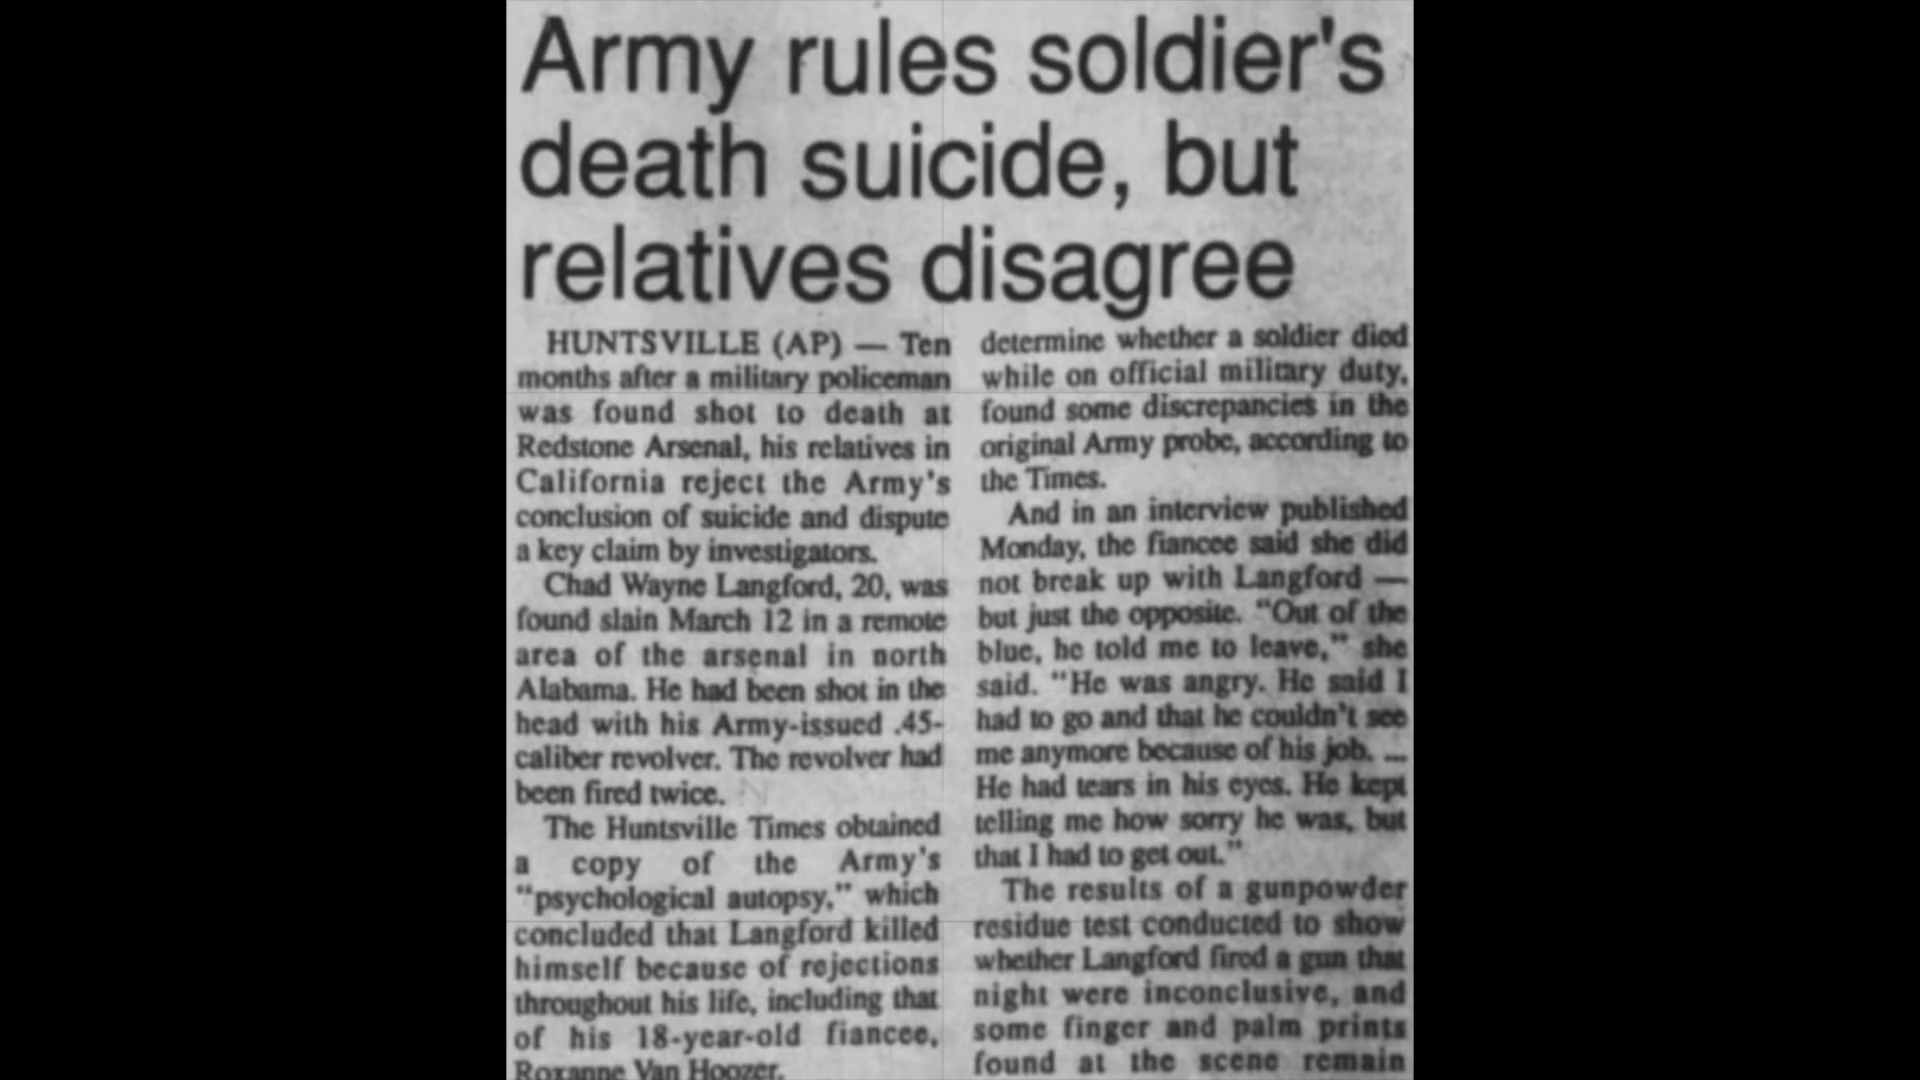 Army rules soldier's
death suicide, but
relatives disagree
HUNTSVILLE (AP) — Ten
months after a military policeman
was found shot to death at
Redstone Arsenal, his relatives in
California reject the Army's
conclusion of suicide and dispute
a key claim by investigators.
Chad Wayne Langford, 20, was
found slain March 12 in a remote
area of the arsenal in north
Alabama. He had been shot in the
head with his Army-issued .45-
caliber revolver. The revolver had
been fired twice.
The Huntsville Times obtained
a copy of the Army's
"psychological autopsy," which
concluded that Langford killed
himself because of rejections
throughout his life, including that
of his 18-year-old fiancee,
Roxanne Van Hoozer.
determine whether a soldier died
while on official military duty,
found some discrepancies in the
original Army probe, according to
the Times.
And in an interview published
Monday, the fiancee said she did
not break up with Langford —
but just the opposite. "Out of the
blue, he told me to leave," she
said. "He was angry. He said I
had to go and that he couldn't see
me anymore because of his job. ...
He had tears in his eyes. He kept
telling me how sorry he was, but
that I had to get out."
The results of a gunpowder
residue test conducted to show
whether Langford fired a gun that
night were inconclusive, and
some finger and palm prints
found at the scene remain